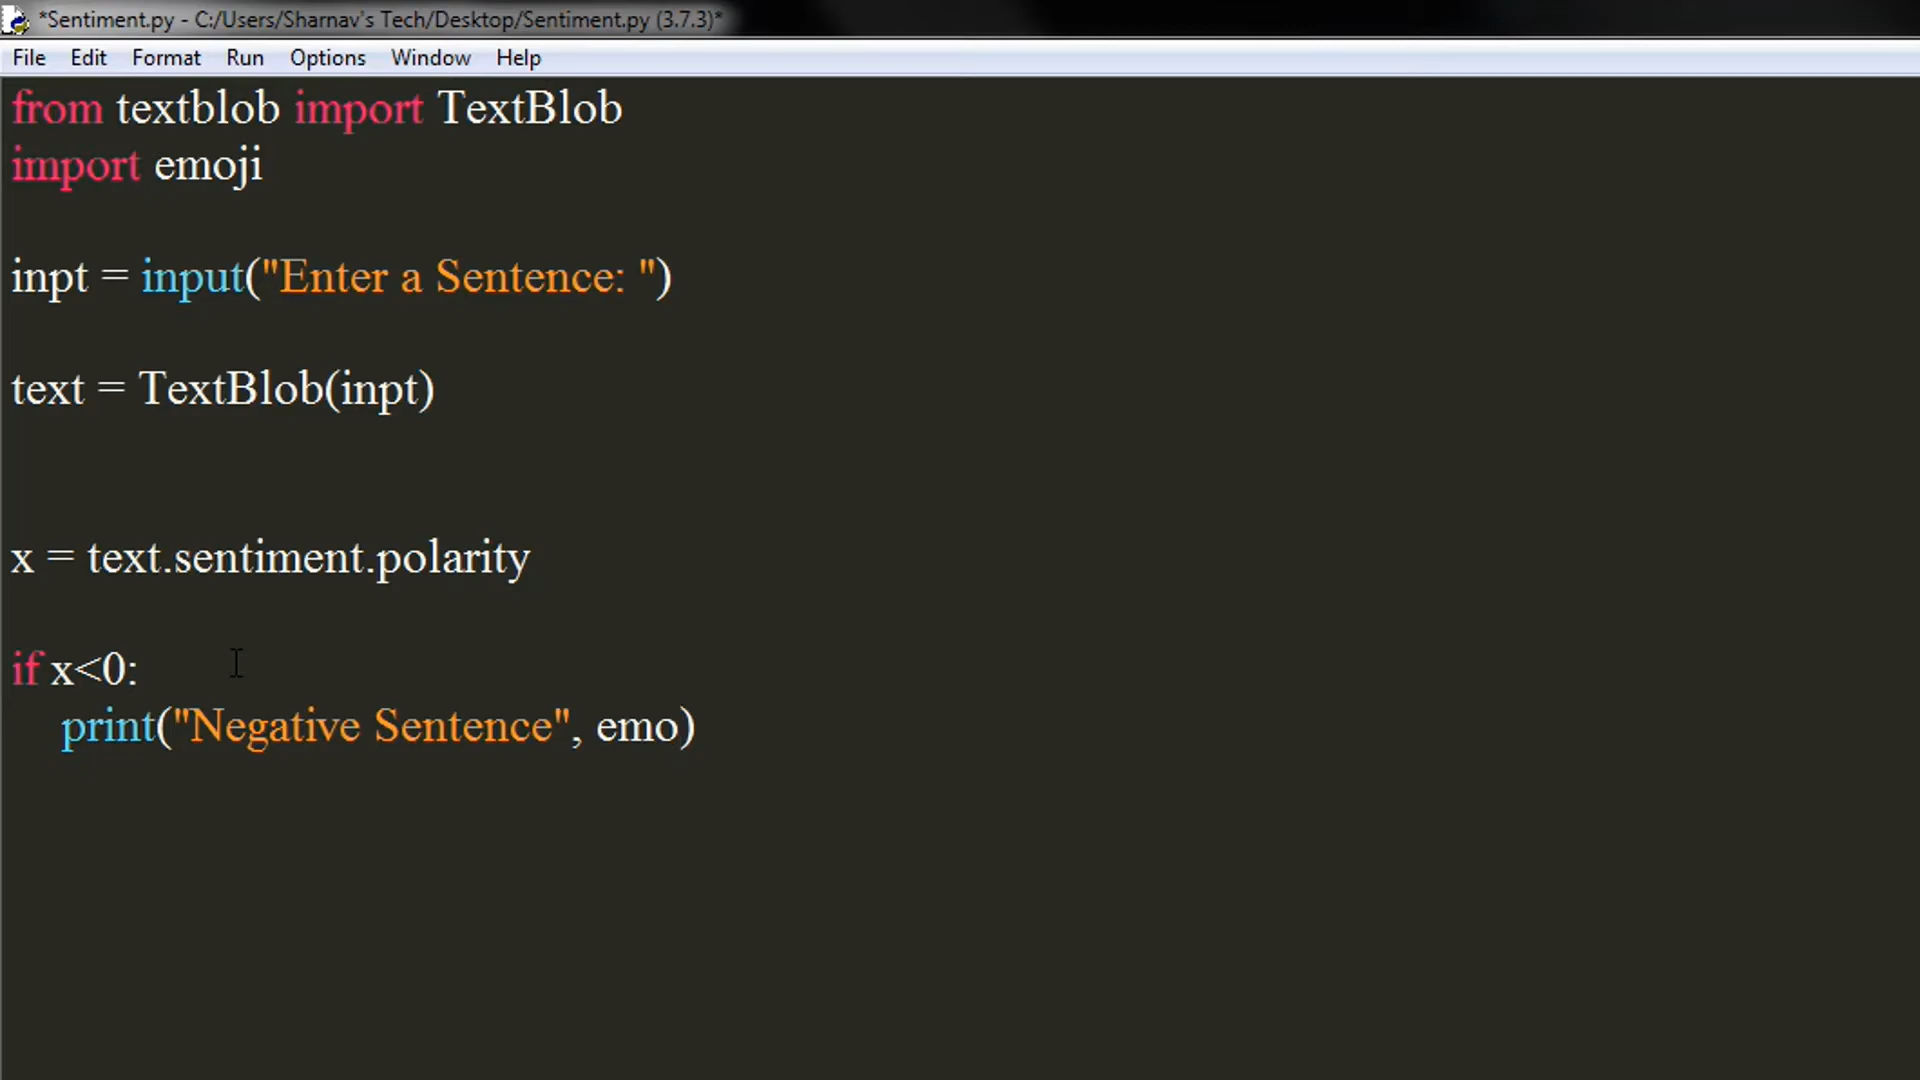 *Sentiment.py - C:/Users/Sharnav's Tech/Desktop/Sentiment.py (3.7.3)*
File Edit Format Run Options Window Help
from textblob import TextBlob
import emoji
inpt = input("Enter a Sentence: ")
text = TextBlob(inpt)
x = text.sentiment.polarity
if x<0:
    print("Negative Sentence", emo)